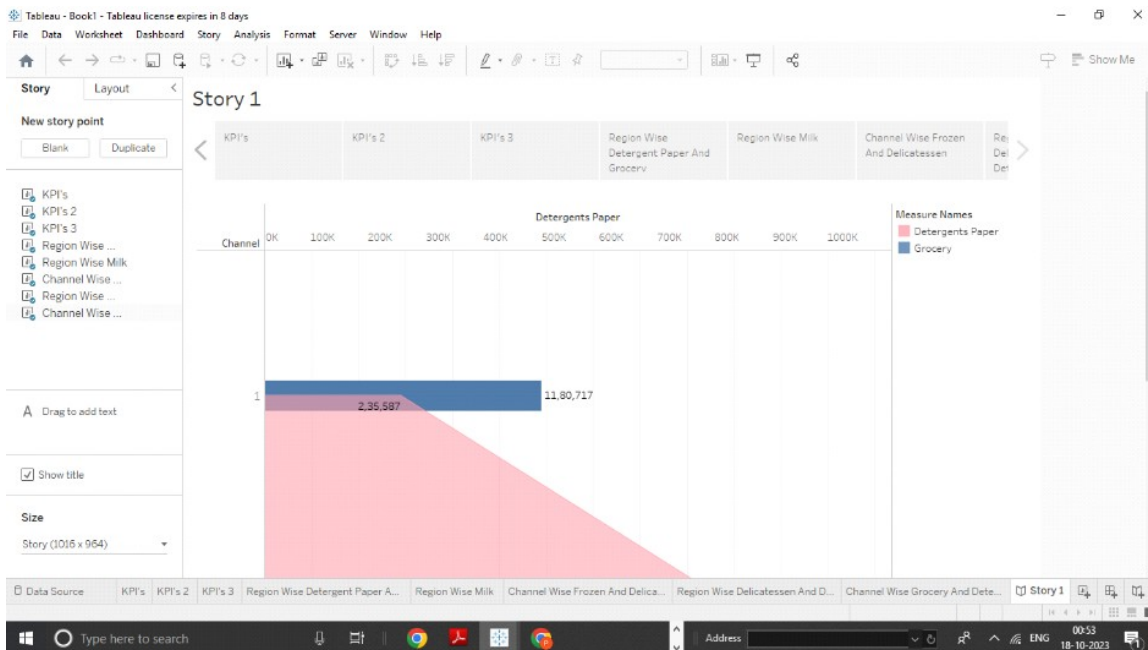 Tableau - Book1 - Tableau license expires in 8 days
File Data Worksheet Dashboard Story Analysis Format Server Window Help
Show Me
Story Layout
Story 1
New story point
Blank Duplicate
KPI's
KPI's 2
KPI's 3
Region Wise Detergent Paper And Grocery
Region Wise Milk
Channel Wise Frozen And Delicatessen
Reg
Del
Det
KPI's
KPI's 2
KPI's 3
Region Wise ...
Region Wise Milk
Channel Wise ...
Region Wise ...
Channel Wise ...
A Drag to add text
Show title
Size
Story (1016 x 964)
Detergents Paper
Channel 0K 100K 200K 300K 400K 500K 600K 700K 800K 900K 1000K
1
11,80,717
2,35,587
Measure Names
Detergents Paper
Grocery
Data Source KPI's KPI's 2 KPI's 3 Region Wise Detergent Paper A... Region Wise Milk Channel Wise Frozen And Delica... Region Wise Delicatessen And D... Channel Wise Grocery And Dete... Story 1
Type here to search
Address
ENG
00:53
18-10-2023